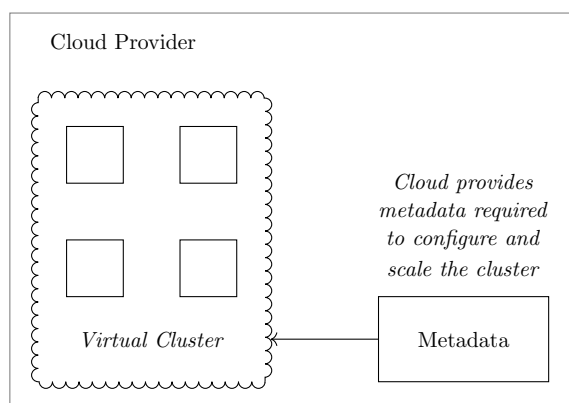 Cloud Provider
Cloud provides
metadata required
to configure and
scale the cluster
Virtual Cluster
Metadata